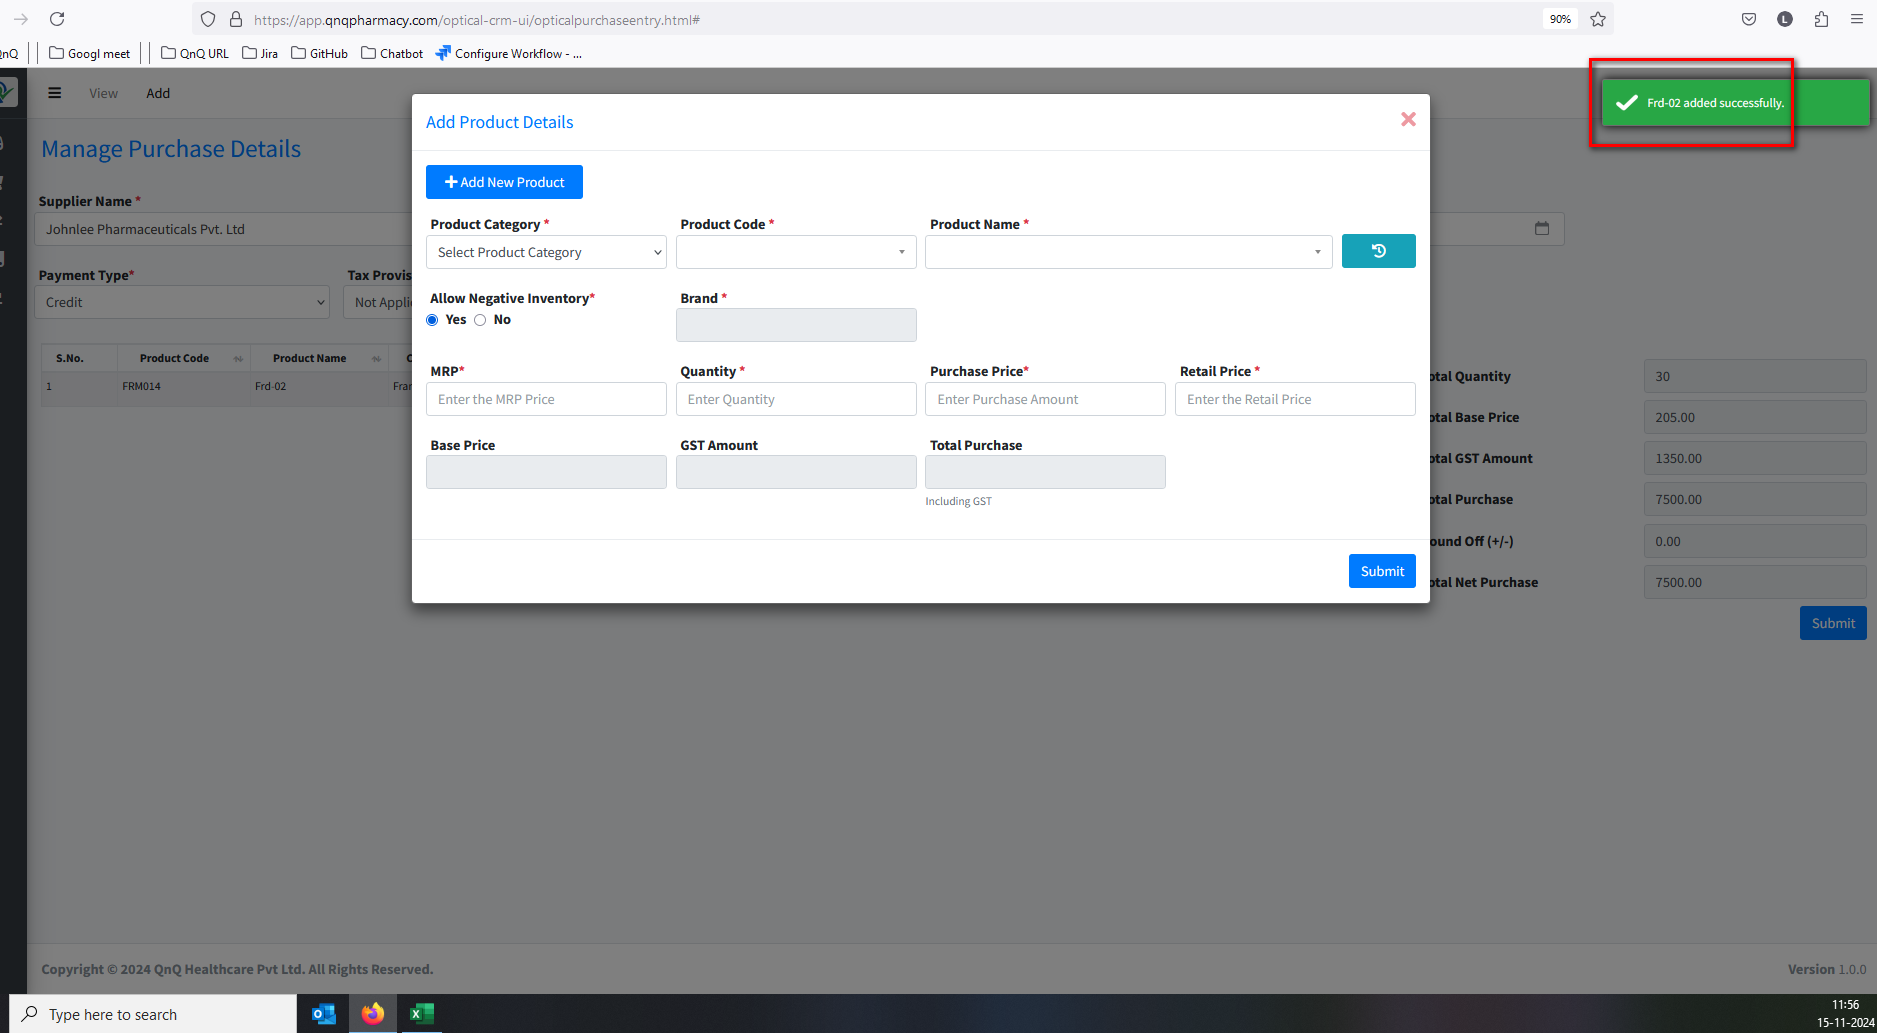 https://app.qnqpharmacy.com/optical-crm-ui/opticalpurchaseentry.html#
90%
L
Googl meet
QnQ URL
Jira
GitHub
Chatbot
Configure Workflow - ...
View
Add
Frd-02 added successfully.
Add Product Details
Manage Purchase Details
Add New Product
Supplier Name *
Johnlee Pharmaceuticals Pvt. Ltd
Product Category *
Product Code *
Product Name *
Select Product Category
Payment Type*
Credit
Allow Negative Inventory*
Yes
No
Brand *
S.No.
Product Code
Product Name
1
FRM014
Frd-02
MRP*
Quantity *
Purchase Price*
Retail Price *
Enter the MRP Price
Enter Quantity
Enter Purchase Amount
Enter the Retail Price
Base Price
GST Amount
Total Purchase
Including GST
Submit
otal Quantity
30
otal Base Price
205.00
otal GST Amount
1350.00
otal Purchase
7500.00
ound Off (+/-)
0.00
otal Net Purchase
7500.00
Submit
Copyright © 2024 QnQ Healthcare Pvt Ltd. All Rights Reserved.
Version 1.0.0
Type here to search
11:56
15-11-2024